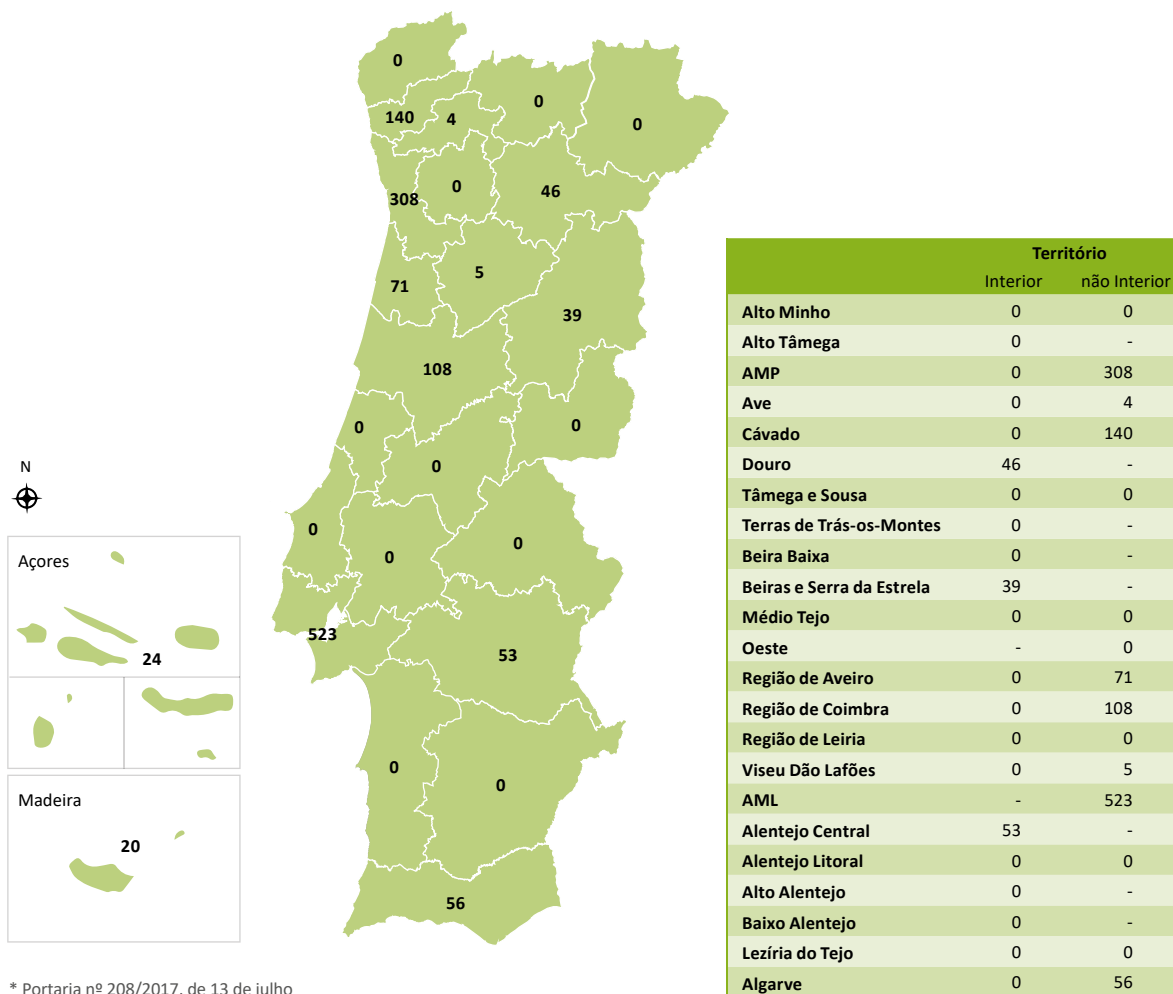 0
0
0
140
4
0
46
308
5
71
39
108
0
0
0
N
0
0
0
Açores
523
24
53
0
0
Madeira
20
56
Território
Interior não Interior
Alto Minho 0 0
Alto Tâmega 0 -
AMP 0 308
Ave 0 4
Cávado 0 140
Douro 46 -
Tâmega e Sousa 0 0
Terras de Trás-os-Montes 0 -
Beira Baixa 0 -
Beiras e Serra da Estrela 39 -
Médio Tejo 0 0
Oeste - 0
Região de Aveiro 0 71
Região de Coimbra 0 108
Região de Leiria 0 0
Viseu Dão Lafões 0 5
AML - 523
Alentejo Central 53 -
Alentejo Litoral 0 0
Alto Alentejo 0 -
Baixo Alentejo 0 -
Lezíria do Tejo 0 0
Algarve 0 56
* Portaria nº 208/2017, de 13 de julho